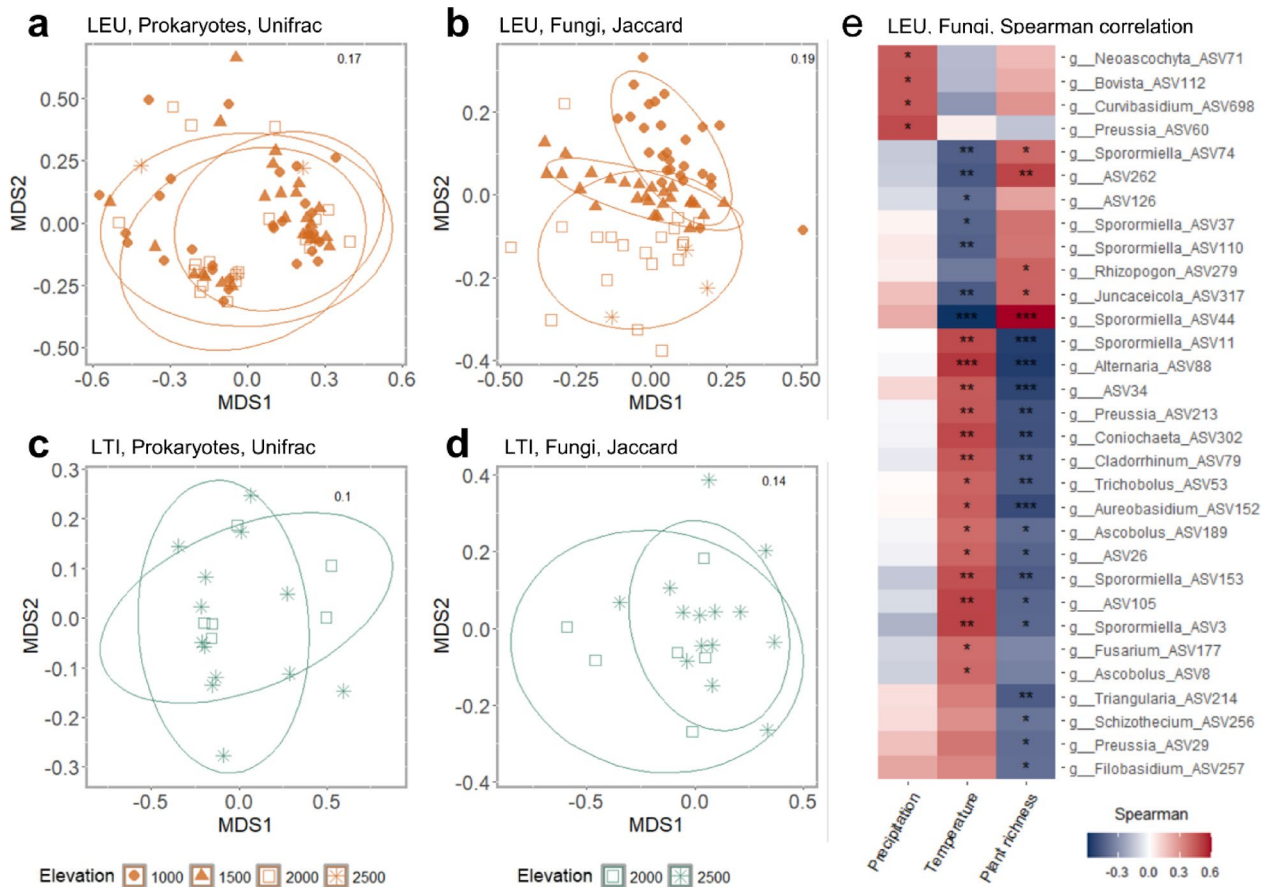 a LEU, Prokaryotes, Unifrac
0.17
MDS2
0.50
0.25
0.00
-0.25
-0.50
-0.6 -0.3 0.0 0.3 0.6
MDS1
b LEU, Fungi, Jaccard
0.19
MDS2
0.2
0.0
-0.2
-0.4
-0.25 0.00 0.25 0.50
MDS1
c LTI, Prokaryotes, Unifrac
0.1
MDS2
0.3
0.2
0.1
0.0
-0.1
-0.2
-0.3
-0.5 0.0 0.5
MDS1
d LTI, Fungi, Jaccard
0.14
MDS2
0.4
0.2
0.0
-0.2
-0.4
-0.5 0.0 0.5
MDS1
Elevation 1000 1500 2000 2500
Elevation 2000 2500
e LEU, Fungi, Spearman correlation
* g__Neoascochyta_ASV71
* g__Bovista_ASV112
* g__Curvibasidium_ASV698
* g__Preussia_ASV60
** * g__Sporormiella_ASV74
** ** g___ASV262
* g___ASV126
* g__Sporormiella_ASV37
** g__Sporormiella_ASV110
* g__Rhizopogon_ASV279
** * g__Juncaceicola_ASV317
*** *** g__Sporormiella_ASV44
** *** g__Sporormiella_ASV11
*** *** g__Alternaria_ASV88
** *** g___ASV34
** ** g__Preussia_ASV213
** ** g__Coniochaeta_ASV302
** ** g__Cladorrhinum_ASV79
* ** g__Trichobolus_ASV53
* *** g__Aureobasidium_ASV152
* * g__Ascobolus_ASV189
* * g___ASV26
** ** g__Sporormiella_ASV153
** * g___ASV105
** * g__Sporormiella_ASV3
* g__Fusarium_ASV177
* g__Ascobolus_ASV8
** g__Triangularia_ASV214
* g__Schizothecium_ASV256
* g__Preussia_ASV29
* g__Filobasidium_ASV257
Precipitation
Temperature
Plant richness
Spearman
-0.3 0.0 0.3 0.6